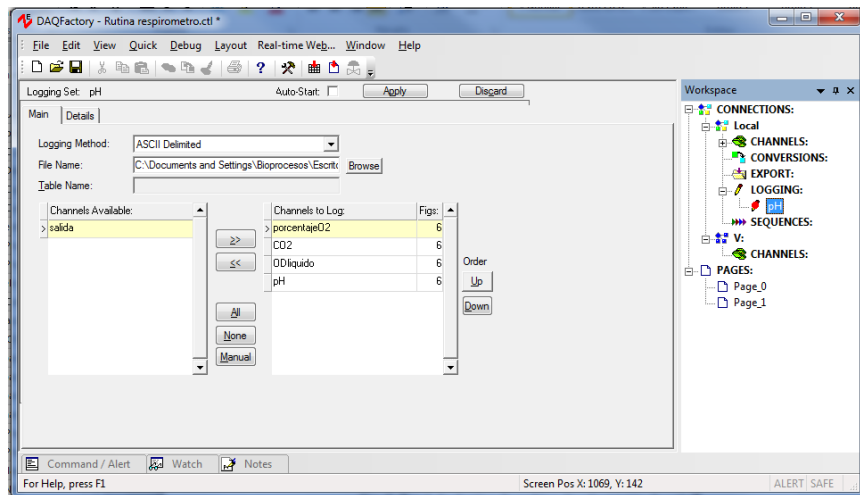 DAQFactory - Rutina respirometro.ctl *
File Edit View Quick Debug Layout Real-time Web... Window Help
Logging Set: pH Auto-Start: Apply Discard
Main Details
Logging Method: ASCII Delimited
File Name: C:\Documents and Settings\Bioprocesos\Escrito Browse
Table Name:
Channels Available: Channels to Log: Figs:
salida >> porcentajeO2 6
CO2 6
<< ODliquido 6 Order
pH 6 Up
All Down
None
Manual
Workspace
CONNECTIONS:
Local
CHANNELS:
CONVERSIONS:
EXPORT:
LOGGING:
pH
SEQUENCES:
V:
CHANNELS:
PAGES:
Page_0
Page_1
Command / Alert Watch Notes
For Help, press F1 Screen Pos X: 1069, Y: 142 ALERT SAFE